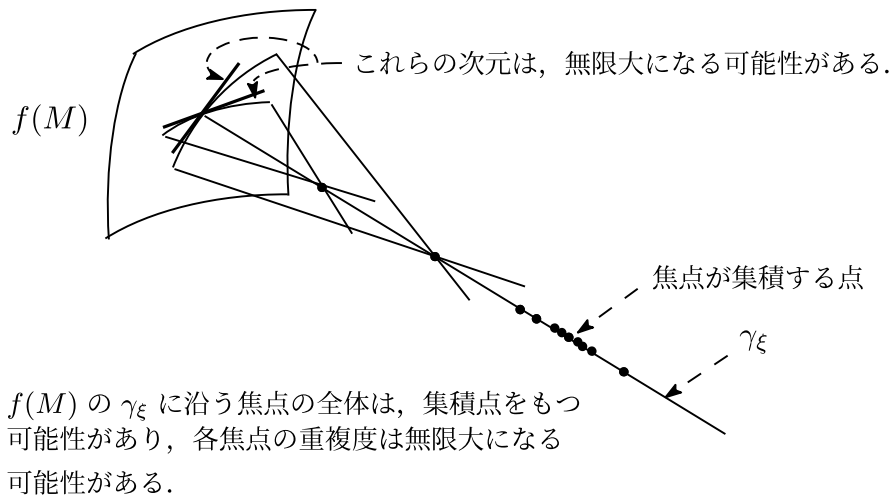 これらの次元は，無限大になる可能性がある．
f(M)
焦点が集積する点
γξ
f(M) の γξ に沿う焦点の全体は，集積点をもつ
可能性があり，各焦点の重複度は無限大になる
可能性がある．